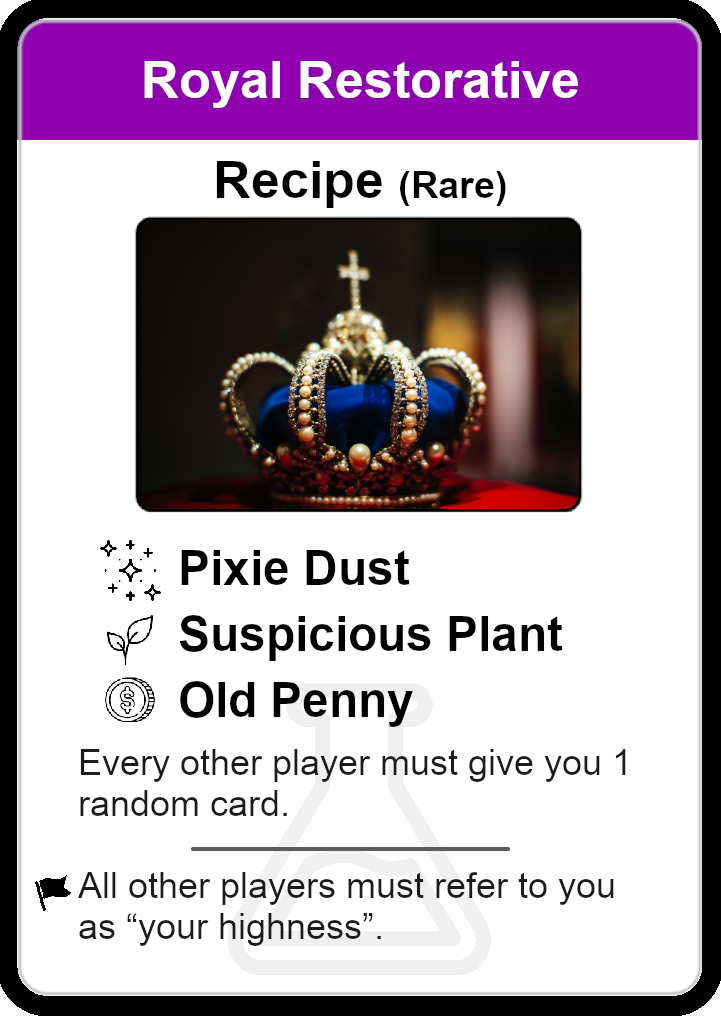 Royal Restorative
Recipe (Rare)
Pixie Dust
Suspicious Plant
Old Penny
Every other player must give you 1
random card.
All other players must refer to you
as “your highness”.